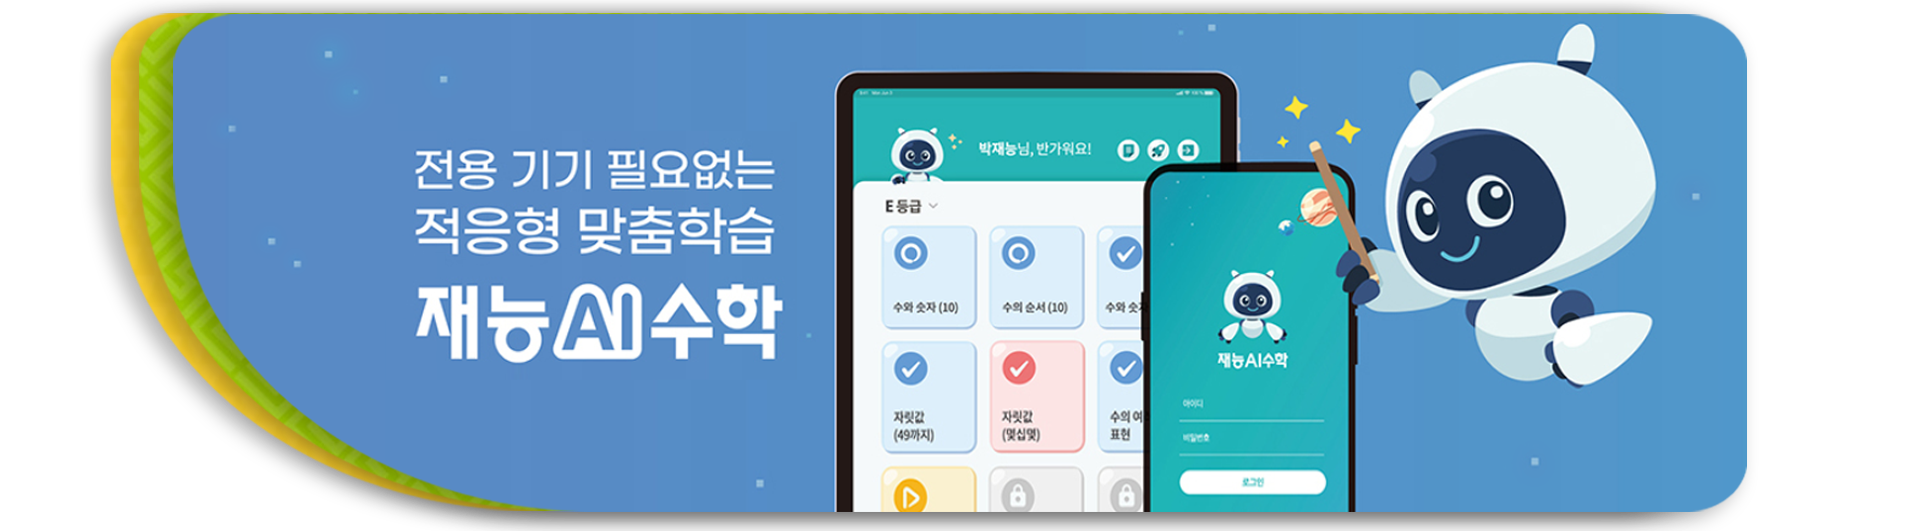 전용 기기 필요없는
적응형 맞춤학습
재능AI수학
박재능님, 반가워요!
E 등급
수와 숫자 (10)
수의 순서 (10)
수와 숫
자릿값
(49까지)
자릿값
(몇십몇)
수의 여
표현
재능AI수학
아이디
비밀번호
로그인